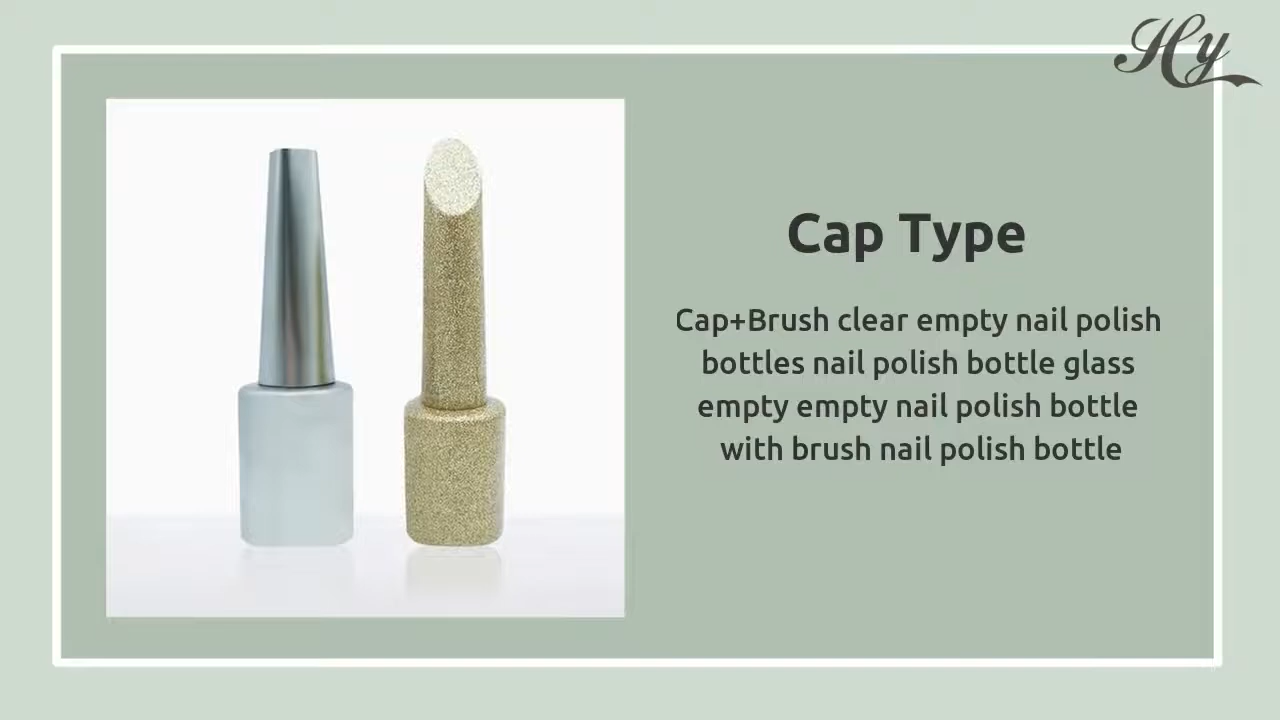 Hy
Cap Type
Cap+Brush clear empty nail polish
bottles nail polish bottle glass
empty empty nail polish bottle
with brush nail polish bottle